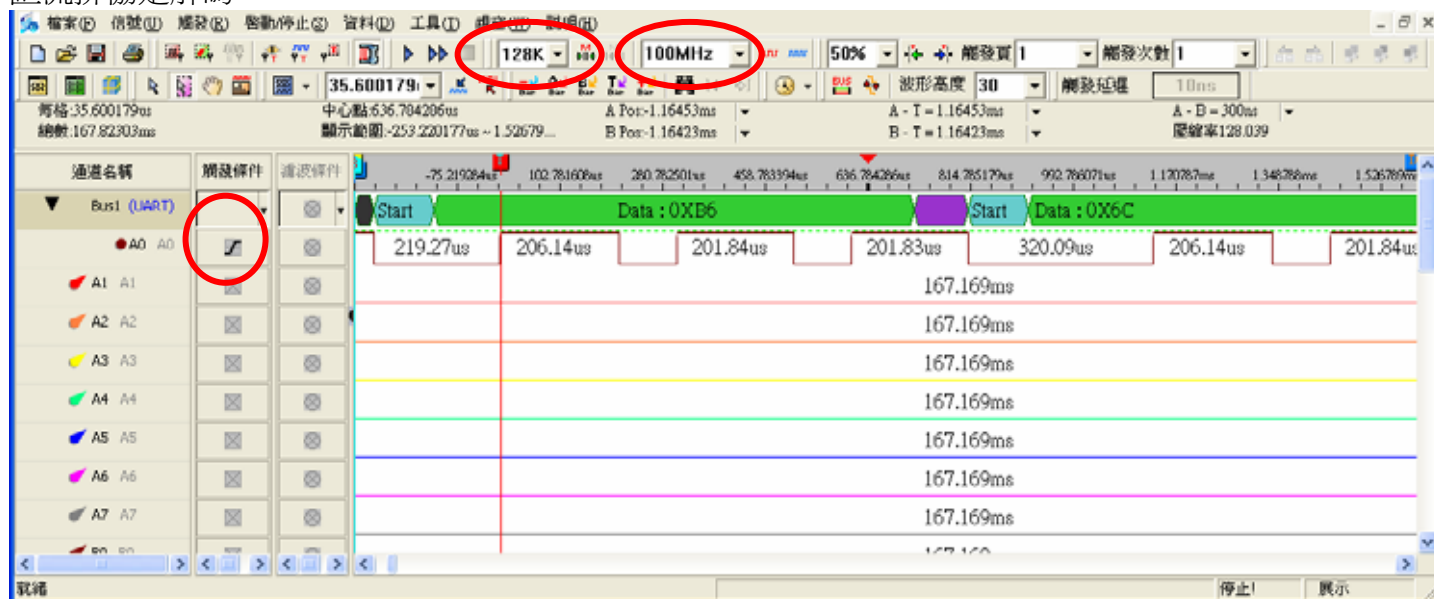 檔案(F) 信號(U) 觸發(R) 啓動/停止(S) 資料(D) 工具(T) 說明(H)
128K 100MHz 50% 觸發頁 1 觸發次數 1
35.600179 波形高度 30 觸發延遲 10ns
每格:35.600179us 中心點:636.784286us A Pos:-1.16453ms A - T = 1.16453ms A - B = 300ns
總數:167.82303ms 顯示範圍:-253.220177us ~ 1.52679... B Pos:-1.16423ms B - T = 1.16423ms 壓縮率128.039
通道名稱 觸發條件 濾波條件 -75.219284us 102.781608us 280.782501us 458.783394us 636.784286us 814.785179us 992.786071us 1.170787ms 1.348788ms 1.526789m
Bus1 (UART) Start Data : 0XB6 Start Data : 0X6C
A0 A0 219.27us 206.14us 201.84us 201.83us 320.09us 206.14us 201.84us
A1 A1 167.169ms
A2 A2 167.169ms
A3 A3 167.169ms
A4 A4 167.169ms
A5 A5 167.169ms
A6 A6 167.169ms
A7 A7 167.169ms
就緒 停止! 展示